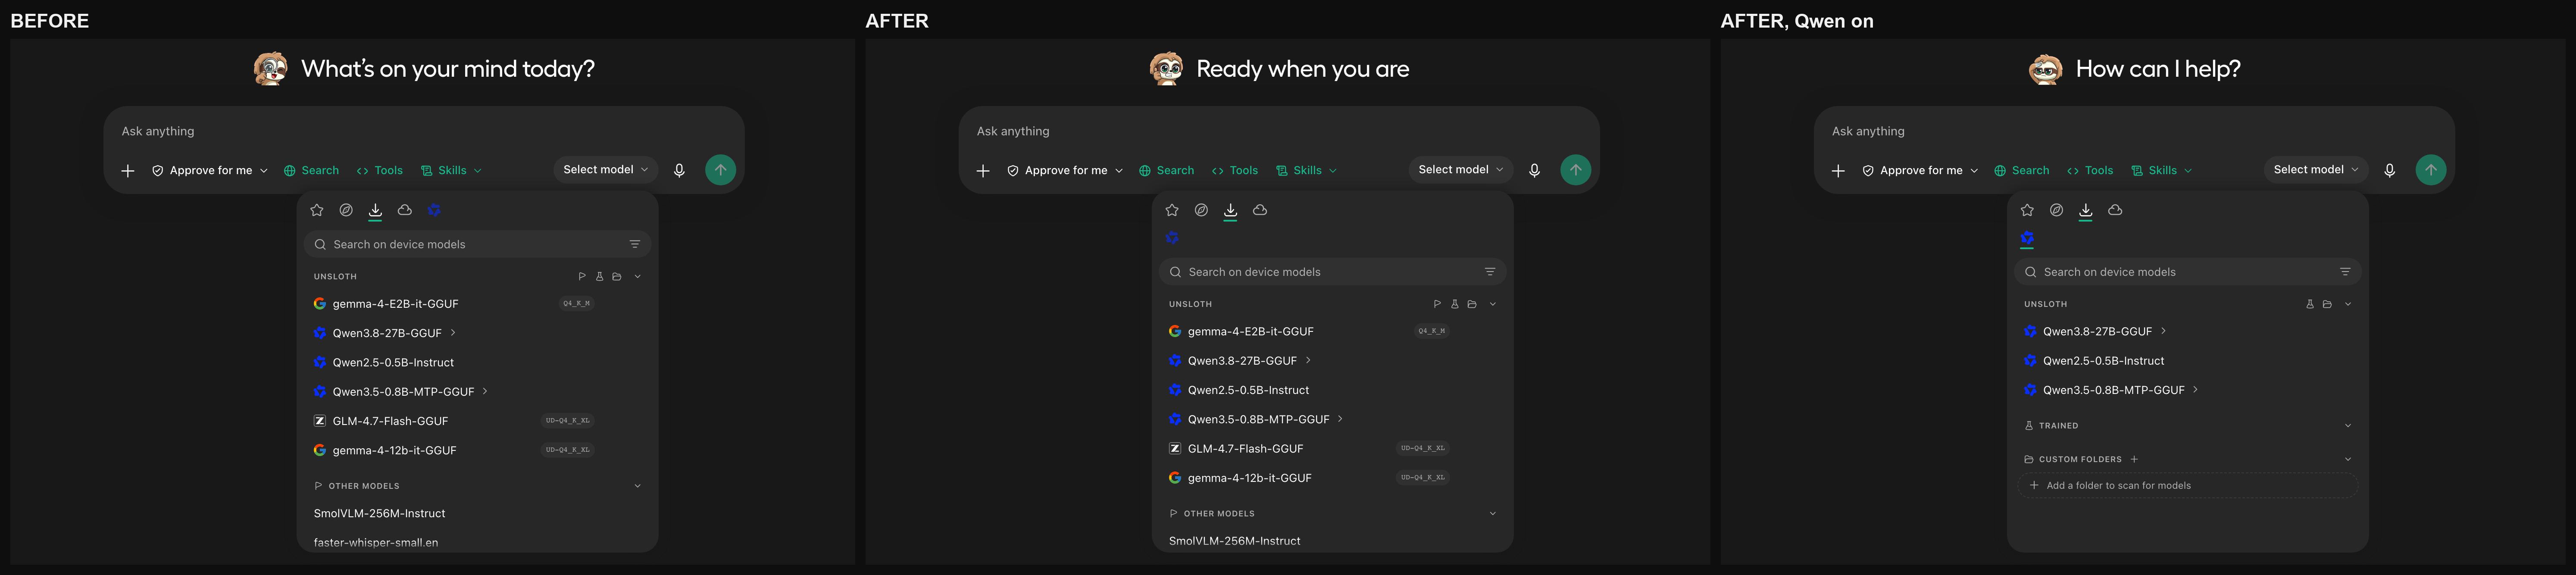 BEFORE
What's on your mind today?
Ask anything
Approve for me
Search
Tools
Skills
Select model
Search on device models
UNSLOTH
gemma-4-E2B-it-GGUF
Q4_K_M
Qwen3.8-27B-GGUF
Qwen2.5-0.5B-Instruct
Qwen3.5-0.8B-MTP-GGUF
GLM-4.7-Flash-GGUF
UD-Q4_K_XL
gemma-4-12b-it-GGUF
UD-Q4_K_XL
OTHER MODELS
SmolVLM-256M-Instruct
faster-whisper-small.en
AFTER
Ready when you are
Ask anything
Approve for me
Search
Tools
Skills
Select model
Search on device models
UNSLOTH
gemma-4-E2B-it-GGUF
Q4_K_M
Qwen3.8-27B-GGUF
Qwen2.5-0.5B-Instruct
Qwen3.5-0.8B-MTP-GGUF
GLM-4.7-Flash-GGUF
UD-Q4_K_XL
gemma-4-12b-it-GGUF
UD-Q4_K_XL
OTHER MODELS
SmolVLM-256M-Instruct
AFTER, Qwen on
How can I help?
Ask anything
Approve for me
Search
Tools
Skills
Select model
Search on device models
UNSLOTH
Qwen3.8-27B-GGUF
Qwen2.5-0.5B-Instruct
Qwen3.5-0.8B-MTP-GGUF
TRAINED
CUSTOM FOLDERS
Add a folder to scan for models